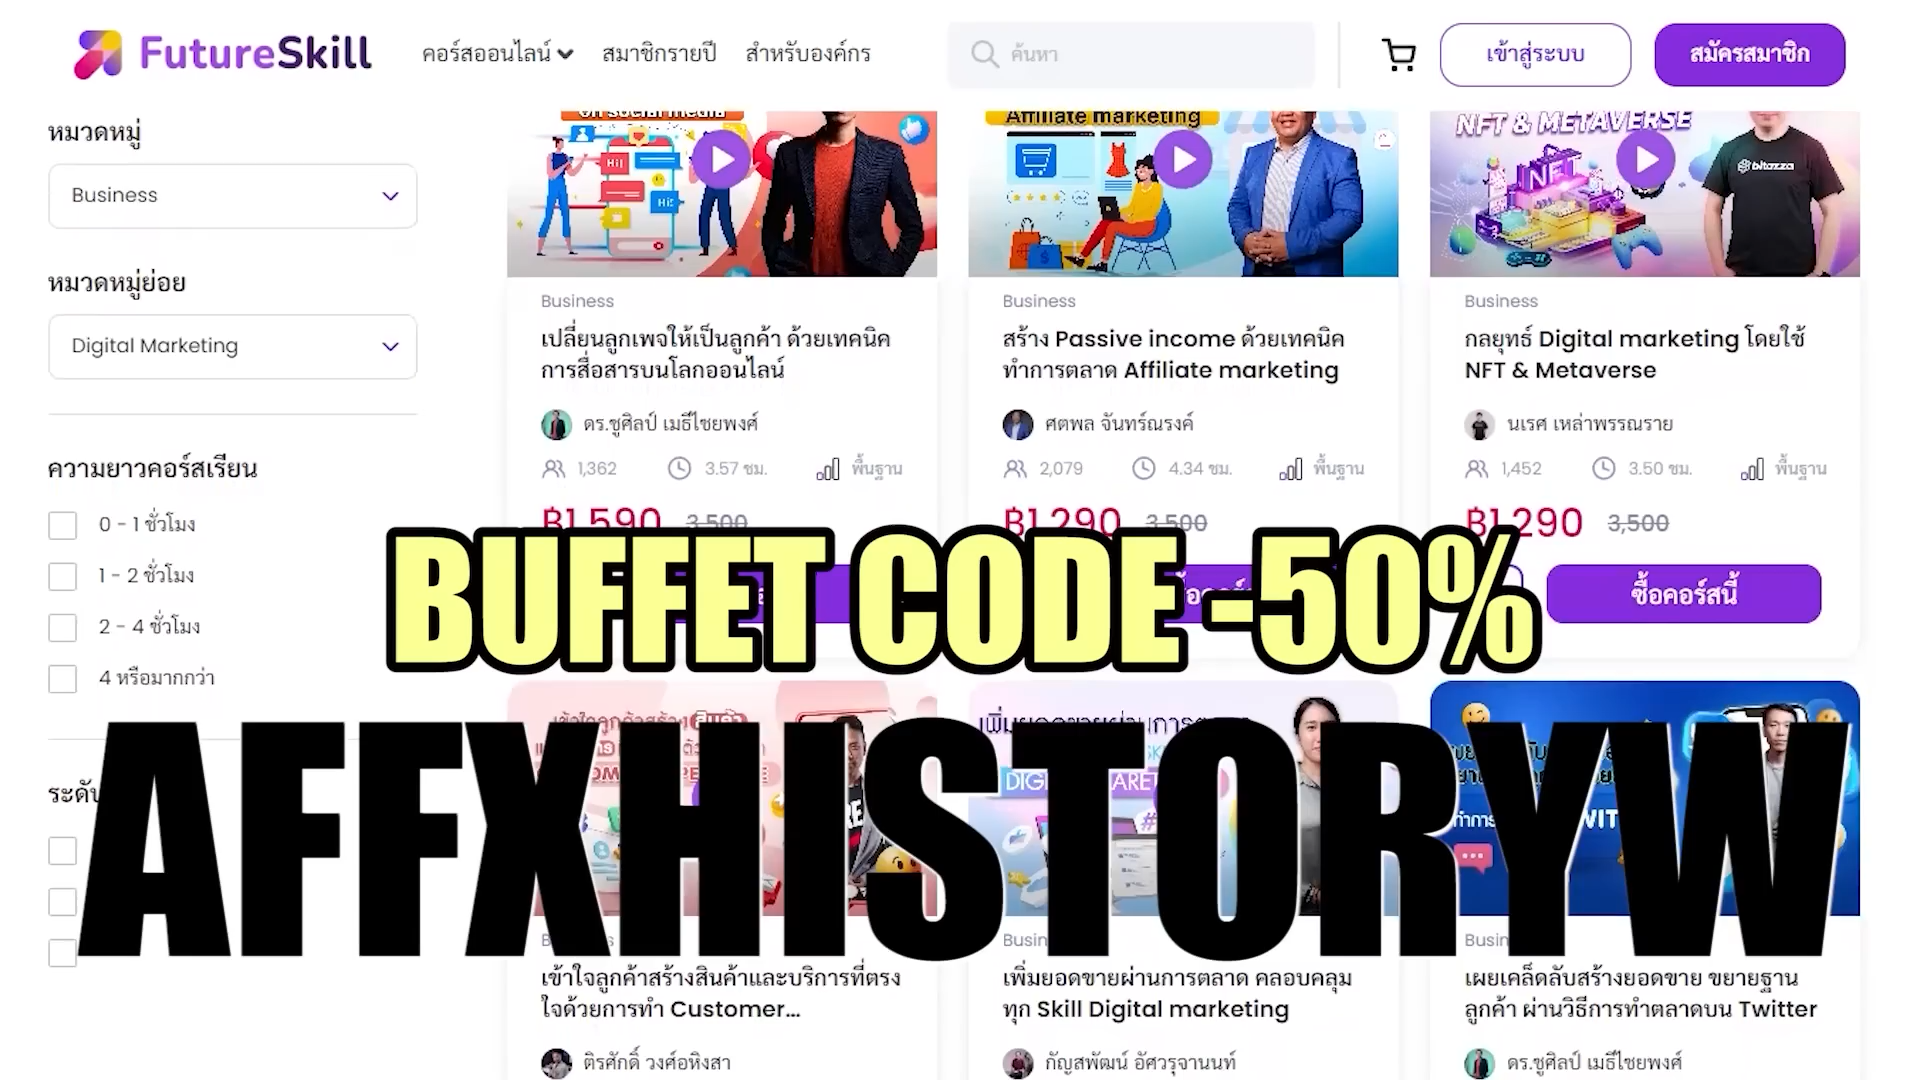 FutureSkill
คอร์สออนไลน์
สมาชิกรายปี
สำหรับองค์กร
ค้นหา
เข้าสู่ระบบ
สมัครสมาชิก
หมวดหมู่
Business
หมวดหมู่ย่อย
Digital Marketing
ความยาวคอร์สเรียน
0 - 1 ชั่วโมง
1 - 2 ชั่วโมง
2 - 4 ชั่วโมง
4 หรือมากกว่า
on social media
Hi!
Hi!
Business
เปลี่ยนลูกเพจให้เป็นลูกค้า ด้วยเทคนิค
การสื่อสารบนโลกออนไลน์
ดร.ชูศิลป์ เมธีไชยพงศ์
1,362
3.57 ชม.
พื้นฐาน
฿1,590 3,500
Affiliate marketing
Business
สร้าง Passive income ด้วยเทคนิค
ทำการตลาด Affiliate marketing
ศตพล จันทร์ณรงค์
2,079
4.34 ชม.
พื้นฐาน
฿1,290 3,500
NFT & METAVERSE
NFT
bitazza
Business
กลยุทธ์ Digital marketing โดยใช้
NFT & Metaverse
นเรศ เหล่าพรรณราย
1,452
3.50 ชม.
พื้นฐาน
฿1,290 3,500
ซื้อคอร์สนี้
BUFFET CODE -50%
AFFXHISTORYW
เข้าใจลูกค้าสร้างสินค้าและบริการที่ตรง
ใจด้วยการทำ Customer...
ติรศักดิ์ วงศ์อหิงสา
เพิ่มยอดขายผ่านการตลาด คลอบคลุม
ทุก Skill Digital marketing
กัญสพัฒน์ อัศวรุจานนท์
เผยเคล็ดลับสร้างยอดขาย ขยายฐาน
ลูกค้า ผ่านวิธีการทำตลาดบน Twitter
ดร.ชูศิลป์ เมธีไชยพงศ์